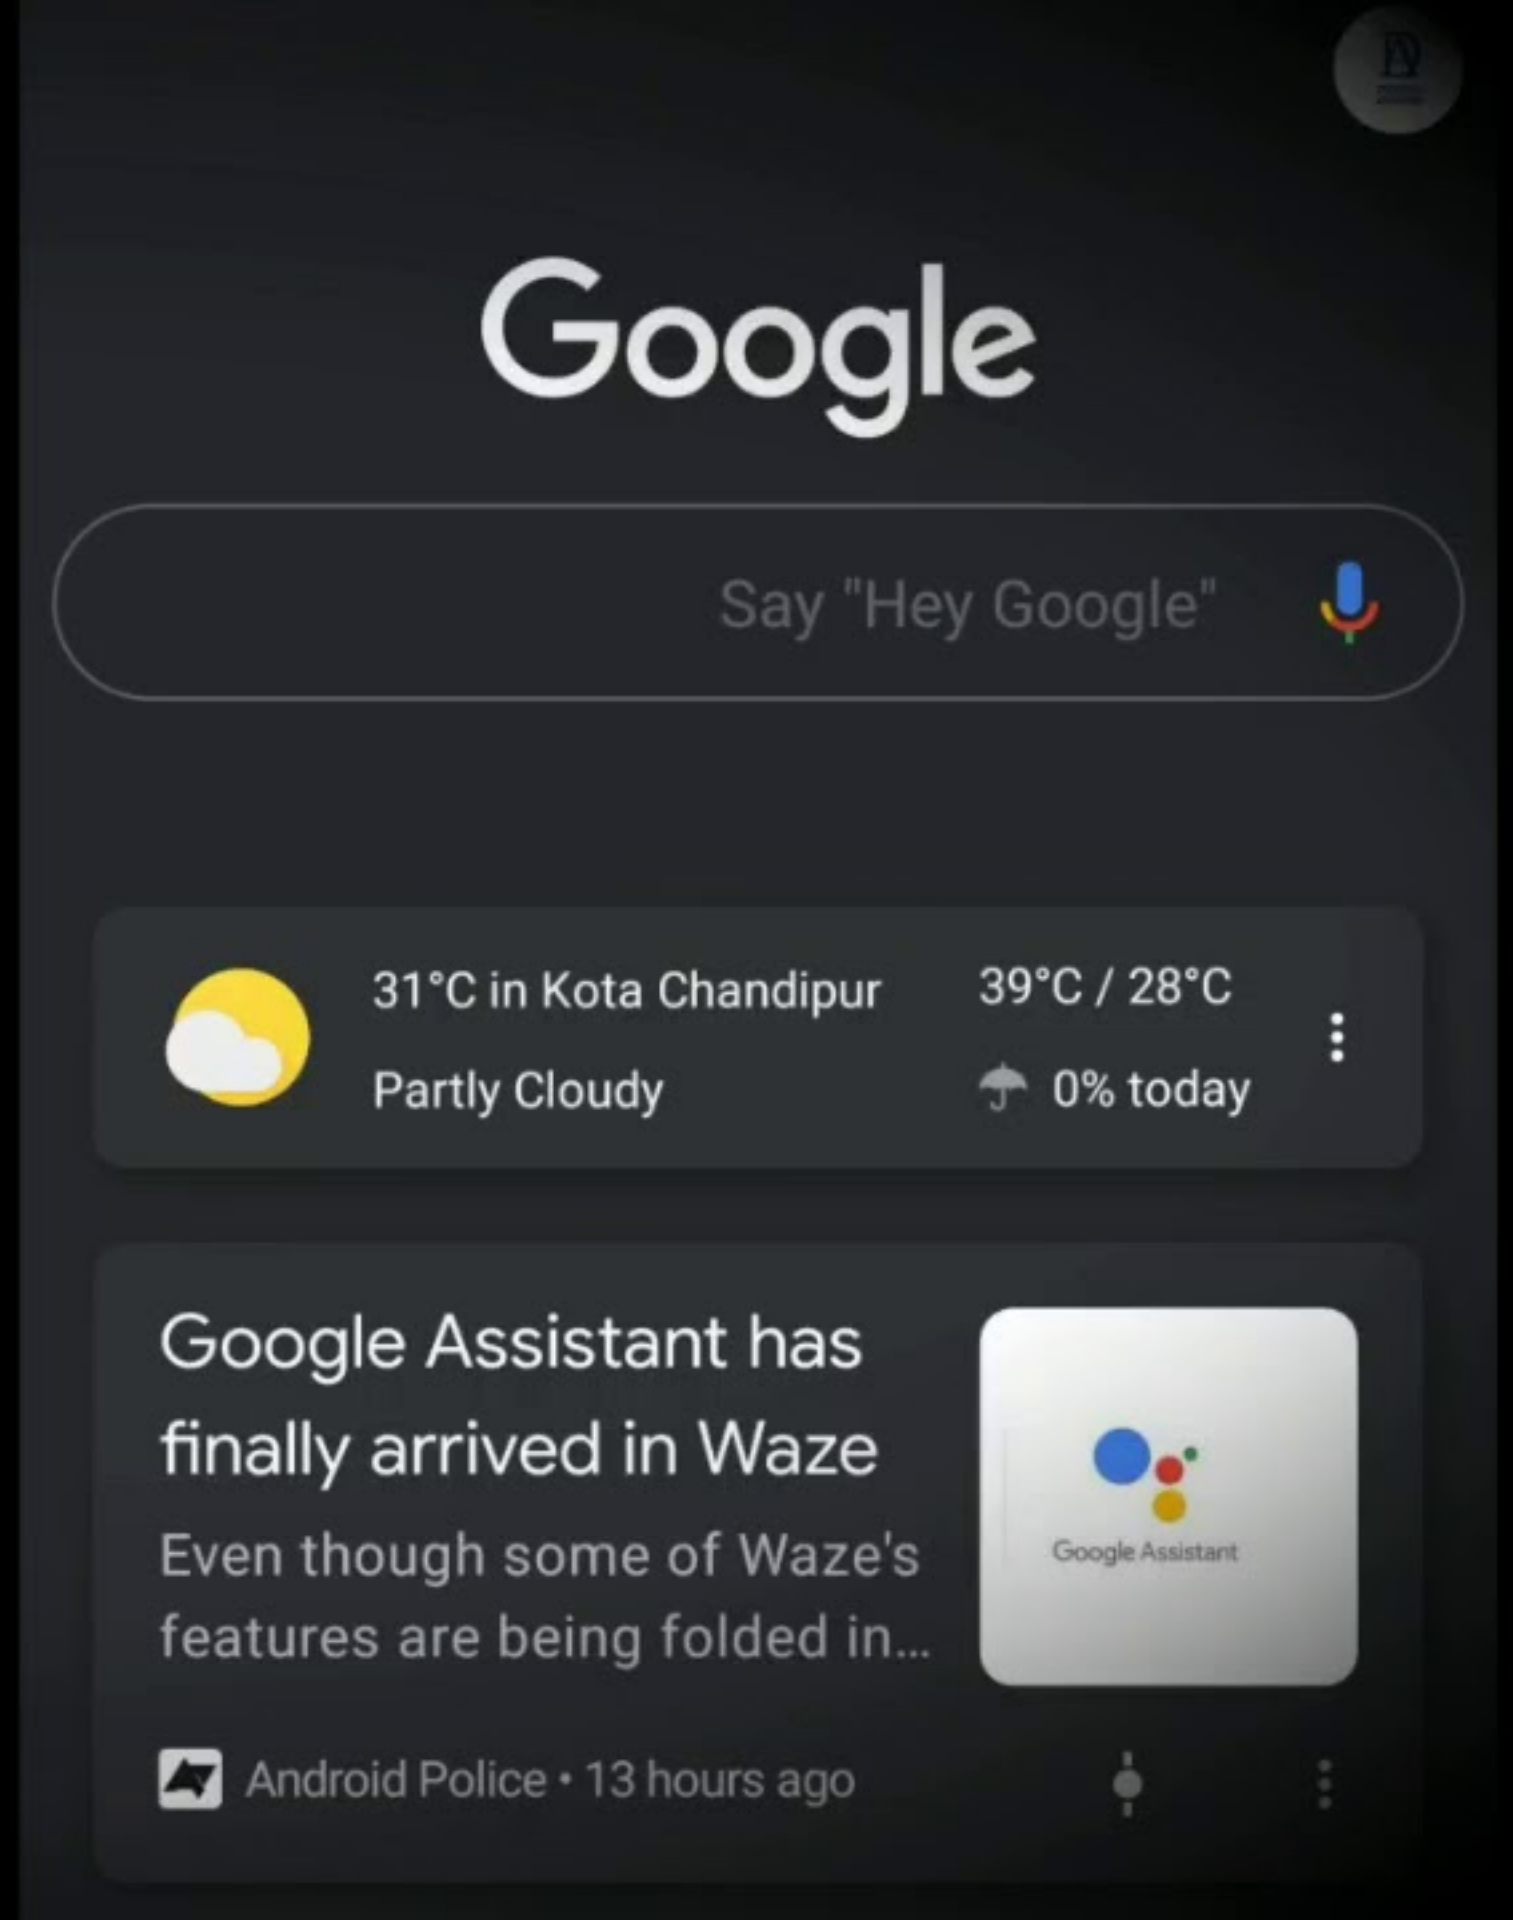 Google
Say "Hey Google"
31°C in Kota Chandipur
39°C / 28°C
Partly Cloudy
0% today
Google Assistant has
finally arrived in Waze
Even though some of Waze's
features are being folded in...
Google Assistant
Android Police • 13 hours ago